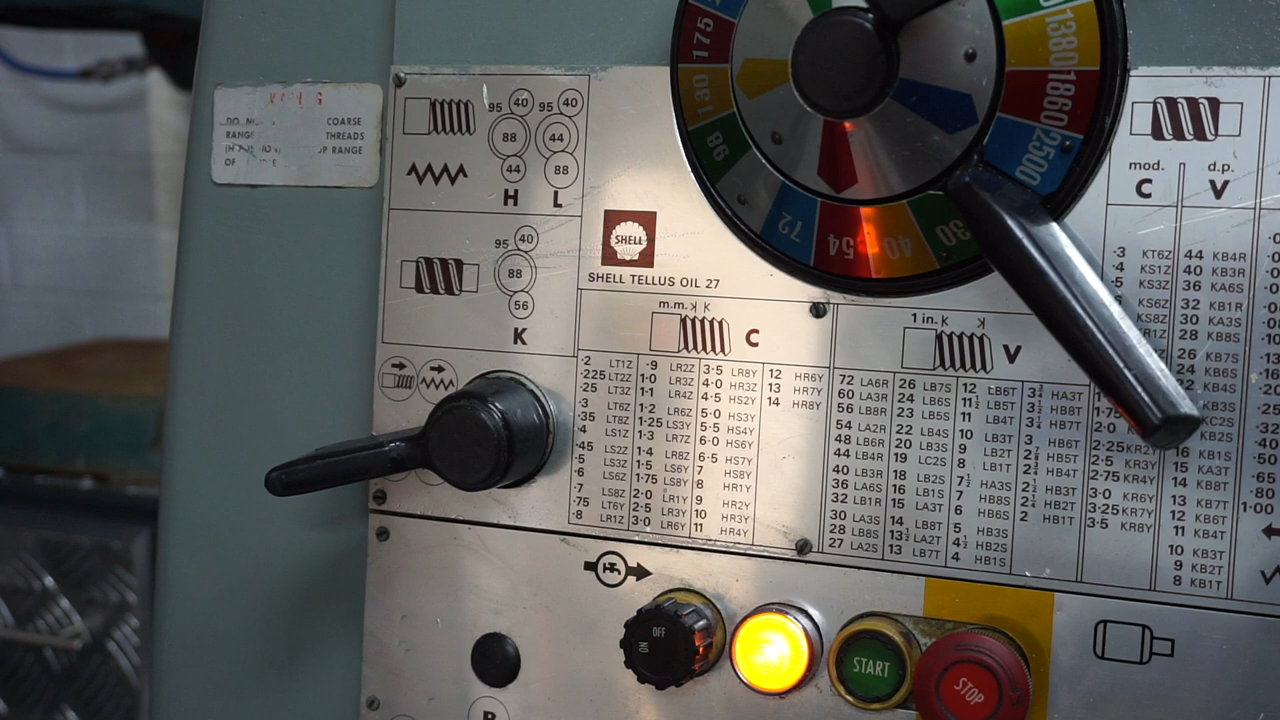 COARSE
RANGE THREADS
RANGE
OF
95 40 95 40
88 44
44 88
H L
95 40
88
56
K
175
130
98
72
54
40
30
1380
1860
2500
SHELL
SHELL TELLUS OIL 27
m.m. K
C
1 in. K
V
mod. d.p.
C V
·2 LT1Z
·225 LT2Z
·25 LT3Z
·3 LT6Z
·35 LT8Z
·4 LS1Z
·45 LS2Z
·5 LS3Z
·6 LS6Z
·7 LS8Z
·75 LT6Y
·8 LR1Z
·9 LR2Z
1·0 LR3Z
1·1 LR4Z
1·2 LR6Z
1·25 LS3Y
1·3 LR7Z
1·4 LR8Z
1·5 LS6Y
1·75 LS8Y
2·0 LR1Y
2·5 LR3Y
3·0 LR6Y
3·5 LR8Y
4·0 HR3Z
4·5 HS2Y
5·0 HS3Y
5·5 HS4Y
6·0 HS6Y
6·5 HS7Y
7 HS8Y
8 HR1Y
9 HR2Y
10 HR3Y
11 HR4Y
12 HR6Y
13 HR7Y
14 HR8Y
72 LA6R
60 LA3R
56 LB8R
54 LA2R
48 LB6R
44 LB4R
40 LB3R
36 LA6S
32 LB1R
30 LA3S
28 LB8S
27 LA2S
26 LB7S
24 LB6S
23 LB5S
22 LB4S
20 LB3S
19 LC2S
18 LB2S
16 LB1S
15 LA3T
14 LB8T
13½ LA2T
13 LB7T
12 LB6T
11½ LB5T
11 LB4T
10 LB3T
9 LB2T
8 LB1T
7½ HA3S
7 HB8S
6 HB6S
5 HB3S
4½ HB2S
4 HB1S
3¾ HA3T
3½ HB8T
3¼ HB7T
3 HB6T
2⅞ HB5T
2¾ HB4T
2½ HB3T
2¼ HB2T
2 HB1T
·3 KT6Z
·4 KS1Z
·5 KS3Z
KS6Z
KS8Z
1·75
2·0
2·25 KR2Y
2·5 KR3Y
2·75 KR4Y
3·0 KR6Y
3·25 KR7Y
3·5 KR8Y
44 KB4R
40 KB3R
36 KA6S
32 KB1R
30 KA3S
28 KB8S
26 KB7S
24 KB6S
22 KB4S
KB3S
KC2S
KB2S
16 KB1S
15 KA3T
14 KB8T
13 KB7T
12 KB6T
11 KB4T
10 KB3T
9 KB2T
8 KB1T
1·00
OFF
ON
START
STOP